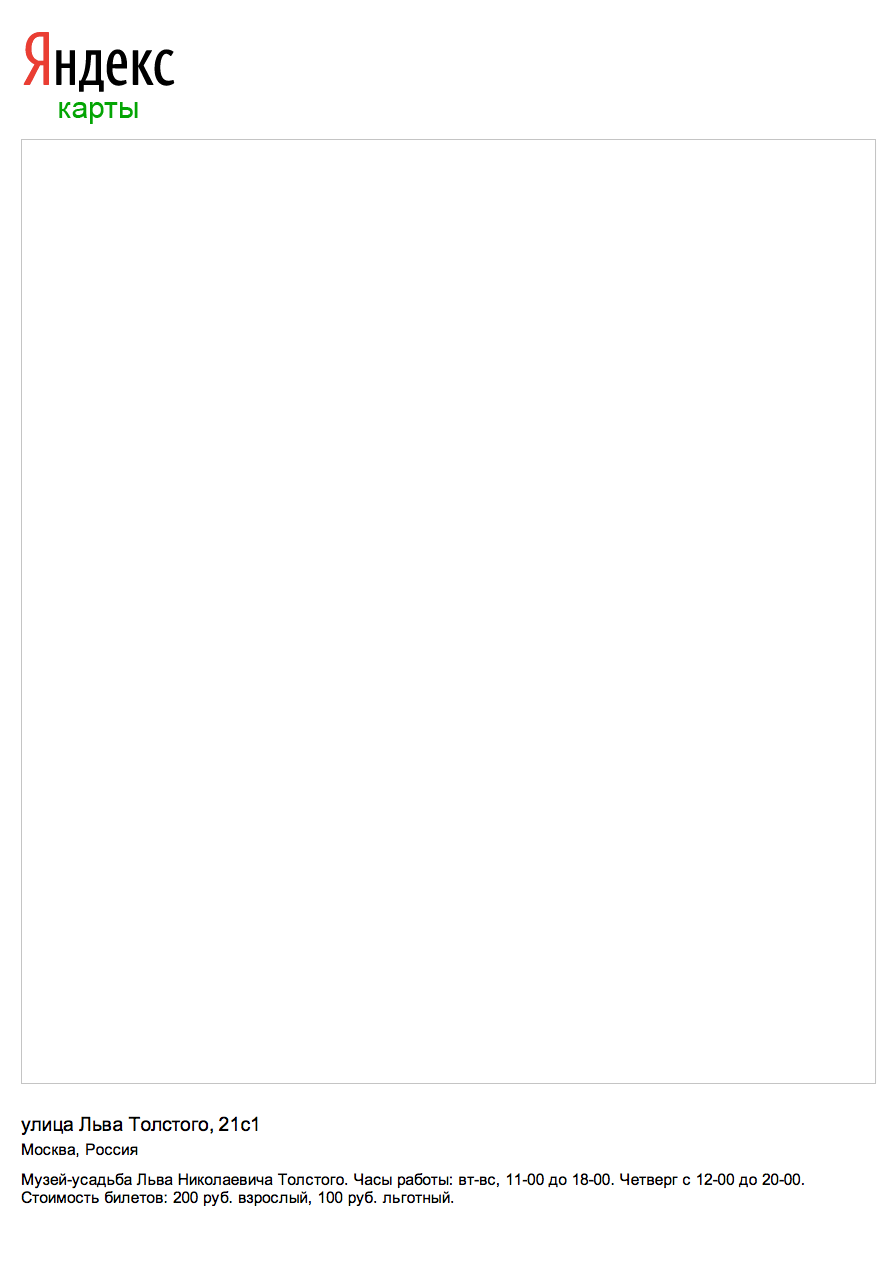 Яндекс
карты
улица Льва Толстого, 21с1
Москва, Россия
Музей-усадьба Льва Николаевича Толстого. Часы работы: вт-вс, 11-00 до 18-00. Четверг с 12-00 до 20-00.
Стоимость билетов: 200 руб. взрослый, 100 руб. льготный.